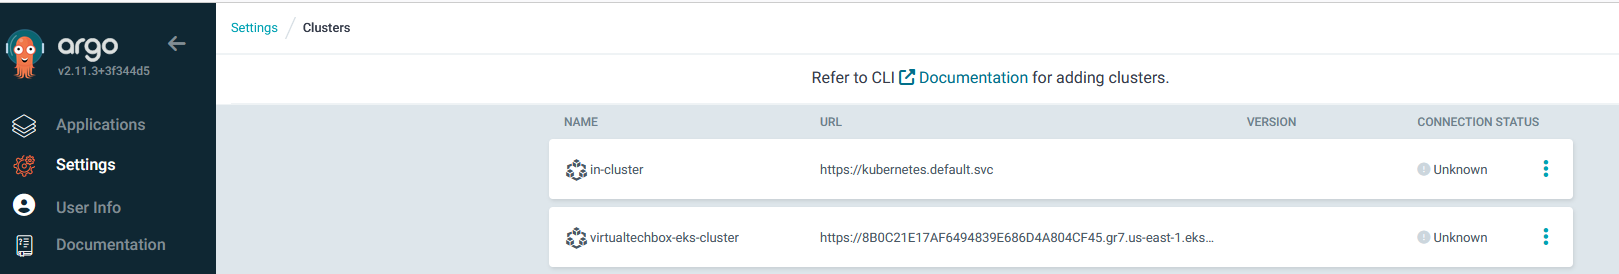 Settings / Clusters
argo
v2.11.3+3f344d5
Refer to CLI Documentation for adding clusters.
Applications
Settings
User Info
Documentation
NAME URL VERSION CONNECTION STATUS
in-cluster https://kubernetes.default.svc Unknown
virtualtechbox-eks-cluster https://8B0C21E17AF6494839E686D4A804CF45.gr7.us-east-1.eks... Unknown